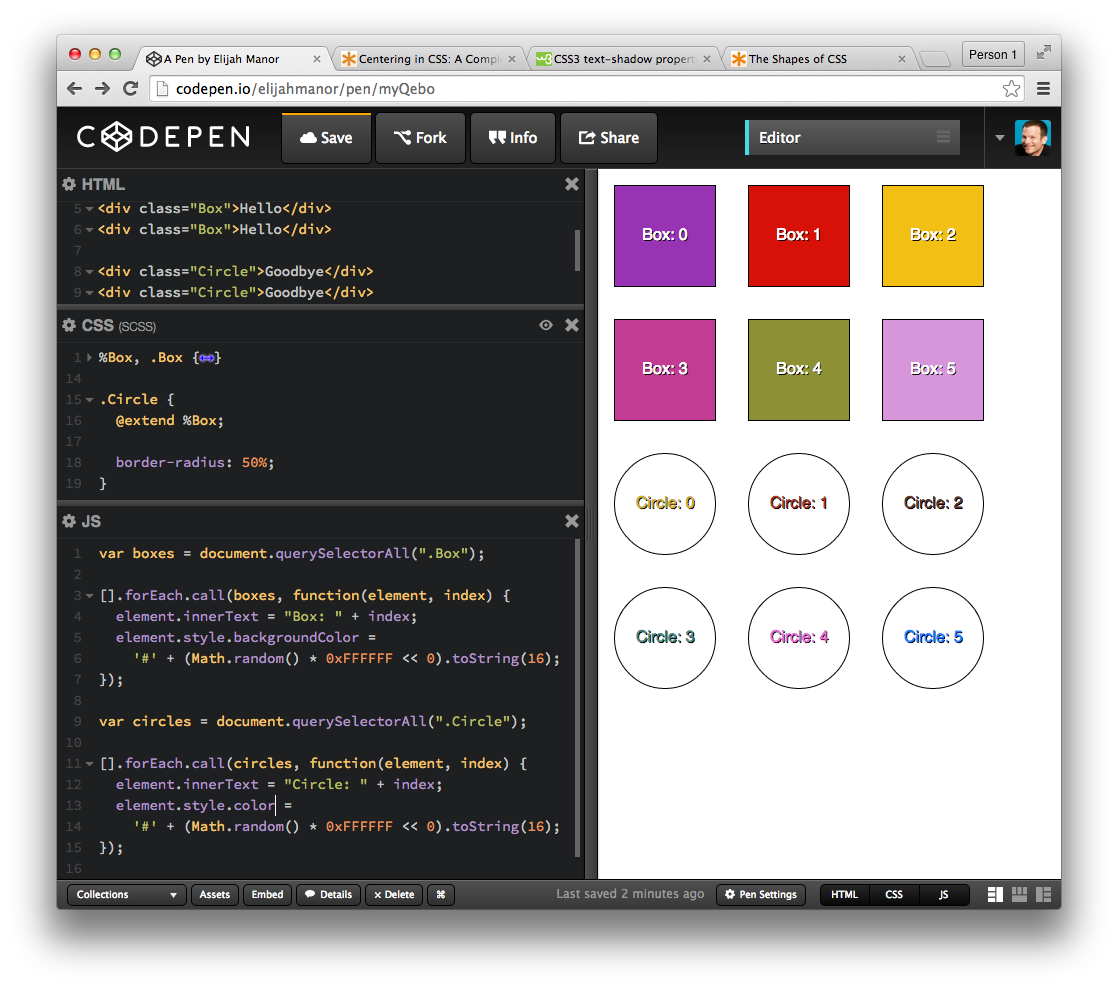 A Pen by Elijah Manor
Centering in CSS: A Compl
CSS3 text-shadow propert
The Shapes of CSS
Person 1
codepen.io/elijahmanor/pen/myQebo
CODEPEN
Save
Fork
Info
Share
Editor
HTML
5 <div class="Box">Hello</div>
6 <div class="Box">Hello</div>
7
8 <div class="Circle">Goodbye</div>
9 <div class="Circle">Goodbye</div>
CSS (SCSS)
1 %Box, .Box {↔}
14
15 .Circle {
16 @extend %Box;
17
18 border-radius: 50%;
19 }
JS
1 var boxes = document.querySelectorAll(".Box");
2
3 [].forEach.call(boxes, function(element, index) {
4 element.innerText = "Box: " + index;
5 element.style.backgroundColor =
6 '#' + (Math.random() * 0xFFFFFF << 0).toString(16);
7 });
8
9 var circles = document.querySelectorAll(".Circle");
10
11 [].forEach.call(circles, function(element, index) {
12 element.innerText = "Circle: " + index;
13 element.style.color =
14 '#' + (Math.random() * 0xFFFFFF << 0).toString(16);
15 });
16
Box: 0
Box: 1
Box: 2
Box: 3
Box: 4
Box: 5
Circle: 0
Circle: 1
Circle: 2
Circle: 3
Circle: 4
Circle: 5
Collections
Assets
Embed
Details
× Delete
⌘
Last saved 2 minutes ago
Pen Settings
HTML
CSS
JS